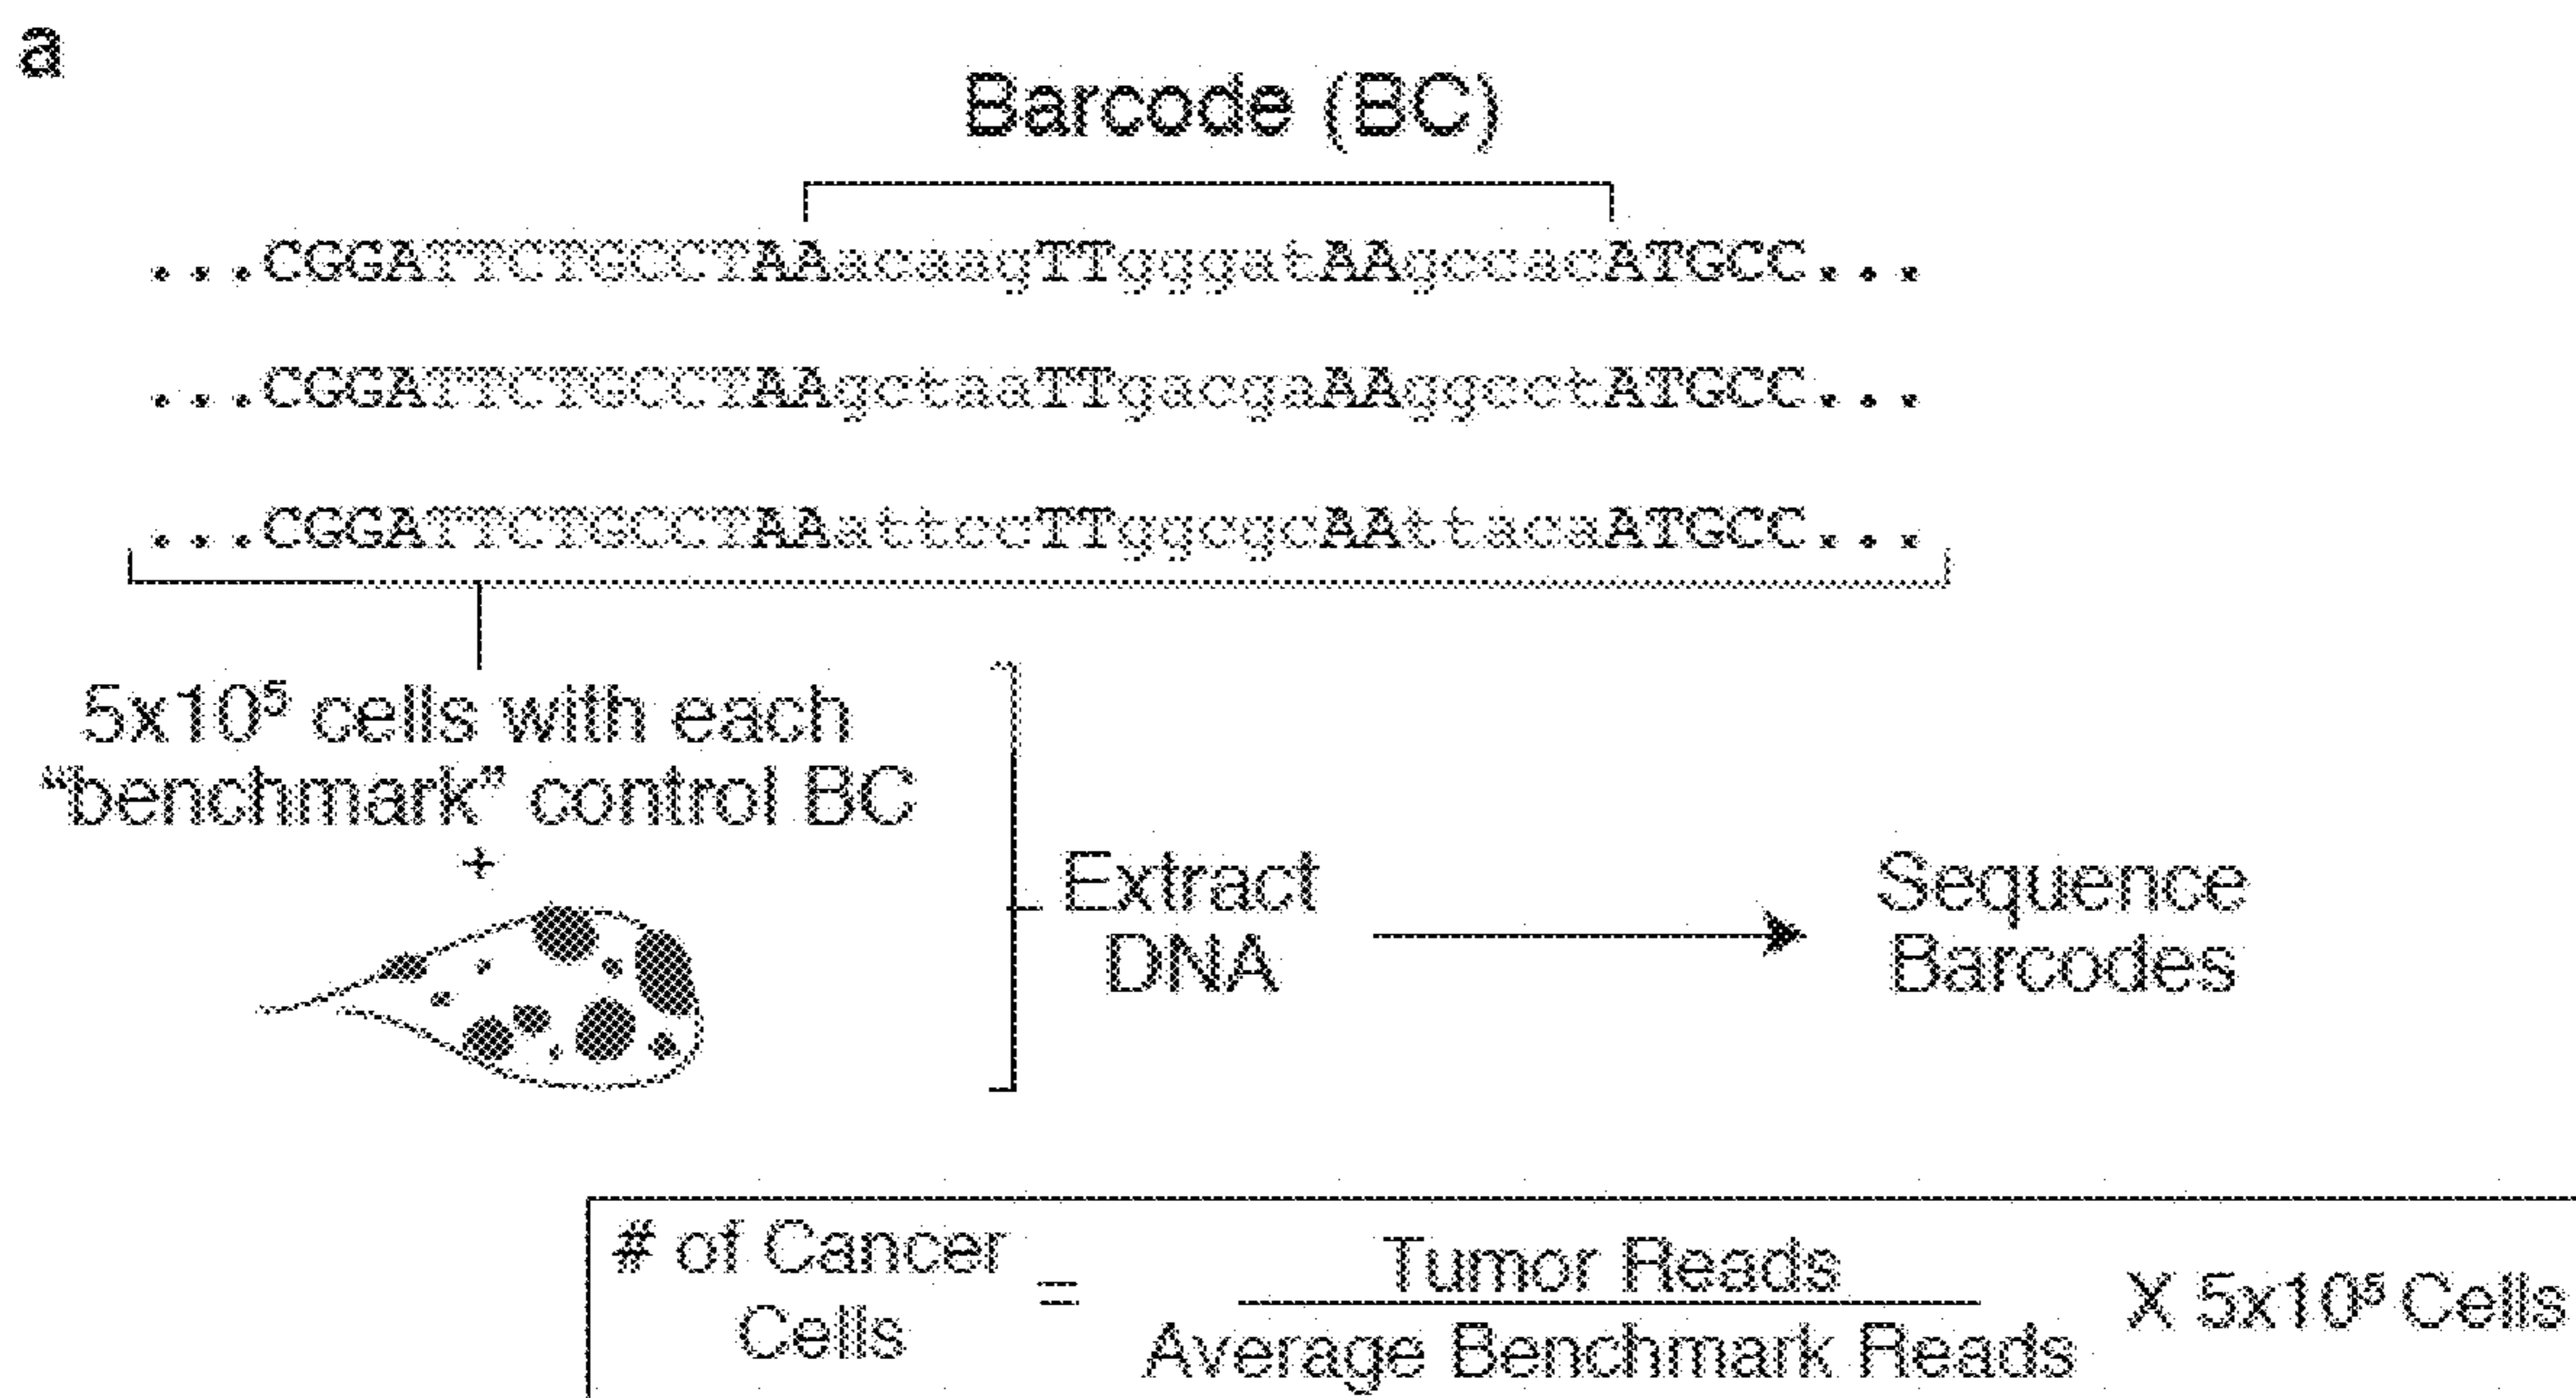 a
Barcode (BC)
...CGGATTCTGCCTAAacaagTTgggatAAgccacATGCC...
...CGGATTCTGCCTAAgctaaTTgacgaAAggcctATGCC...
...CGGATTCTGCCTAAattccTTggcgcAAttacaATGCC...
5x10⁵ cells with each
“benchmark” control BC
+
Extract
DNA
Sequence
Barcodes
# of Cancer
Cells
=
Tumor Reads
Average Benchmark Reads
X 5x10⁵ Cells